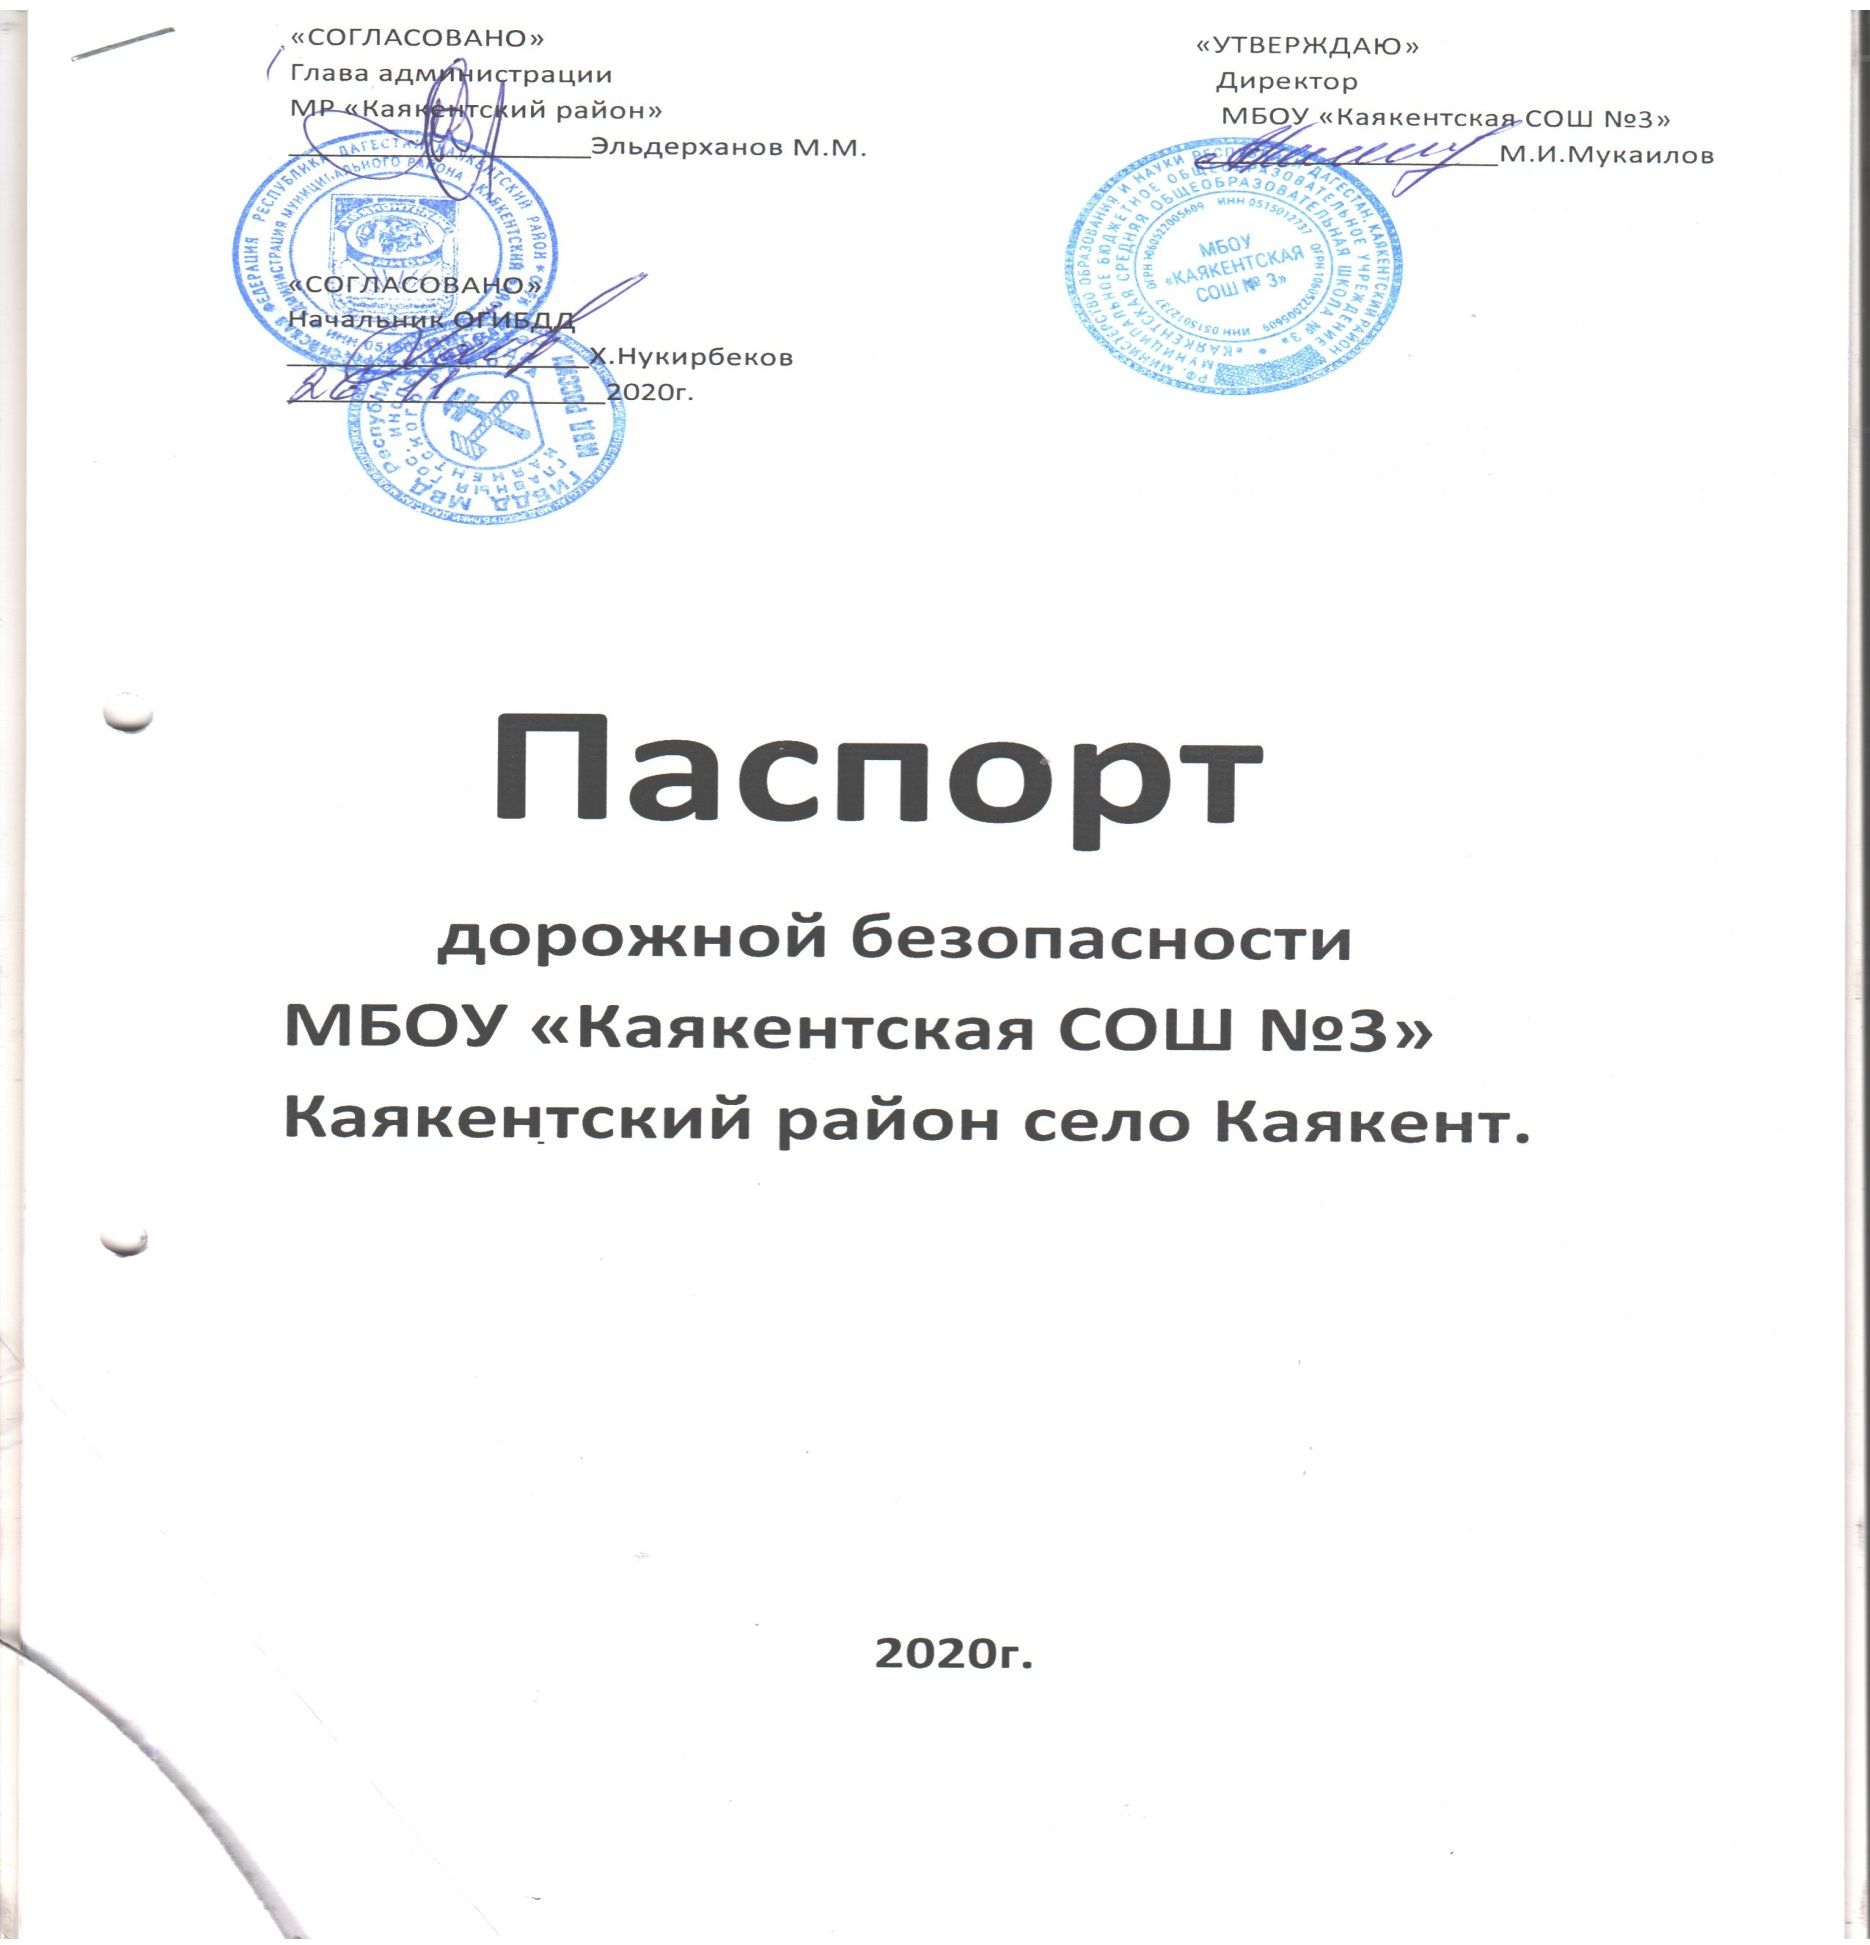 «СОГЛАСОВАНО»
Глава администрации
МР «Каякентский район»
Эльдерханов М.М.
«УТВЕРЖДАЮ»
Директор
МБОУ «Каякентская СОШ №3»
М.И.Мукаилов
МБОУ
«КАЯКЕНТСКАЯ
СОШ № 3»
«СОГЛАСОВАНО»
Начальник ОГИБДД
Х.Нукирбеков
2020г.
Паспорт
дорожной безопасности
МБОУ «Каякентская СОШ №3»
Каякентский район село Каякент.
2020г.